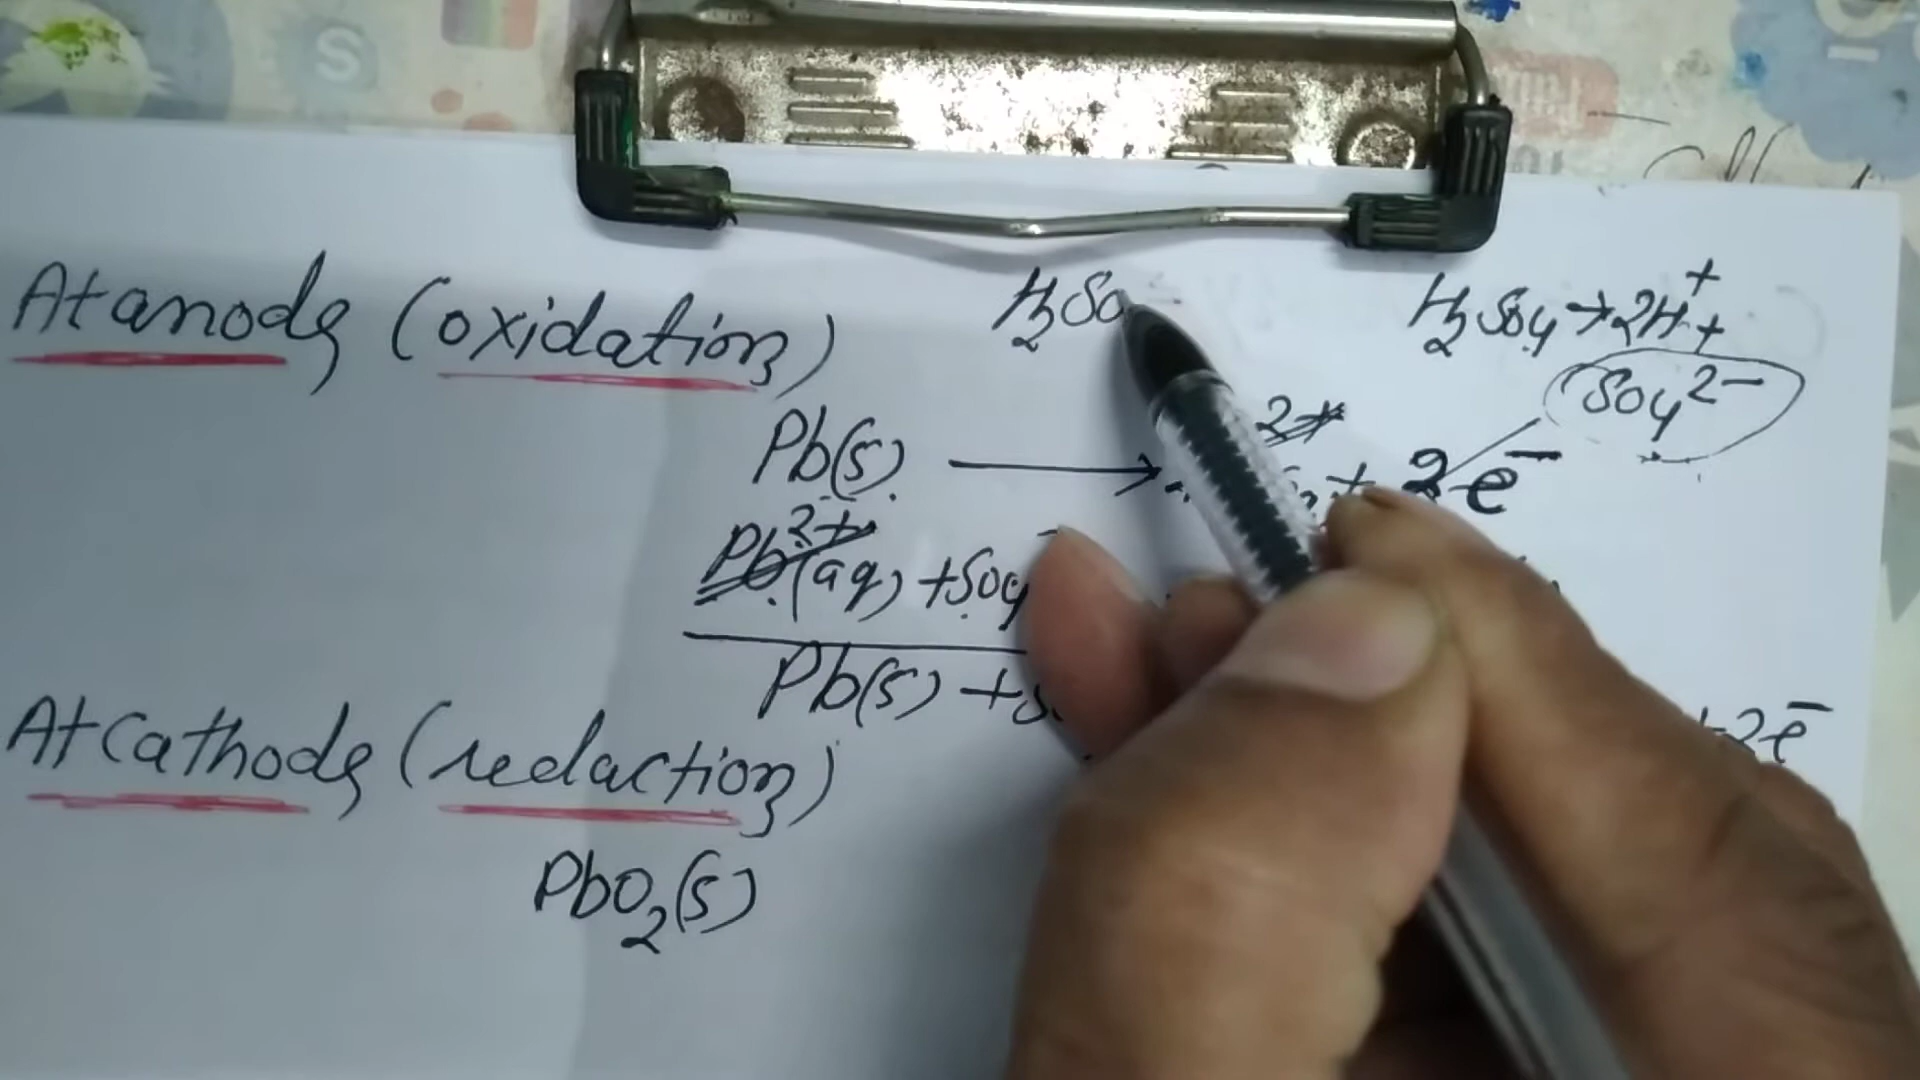 At anode (oxidation)
H2So
H2So4 → 2H+ +
So4 2-
Pb(s) → 2+ + 2e-
Pb2+(aq) + So4
Pb(s) + S
+ 2e-
At Cathode (redaction)
PbO2(s)